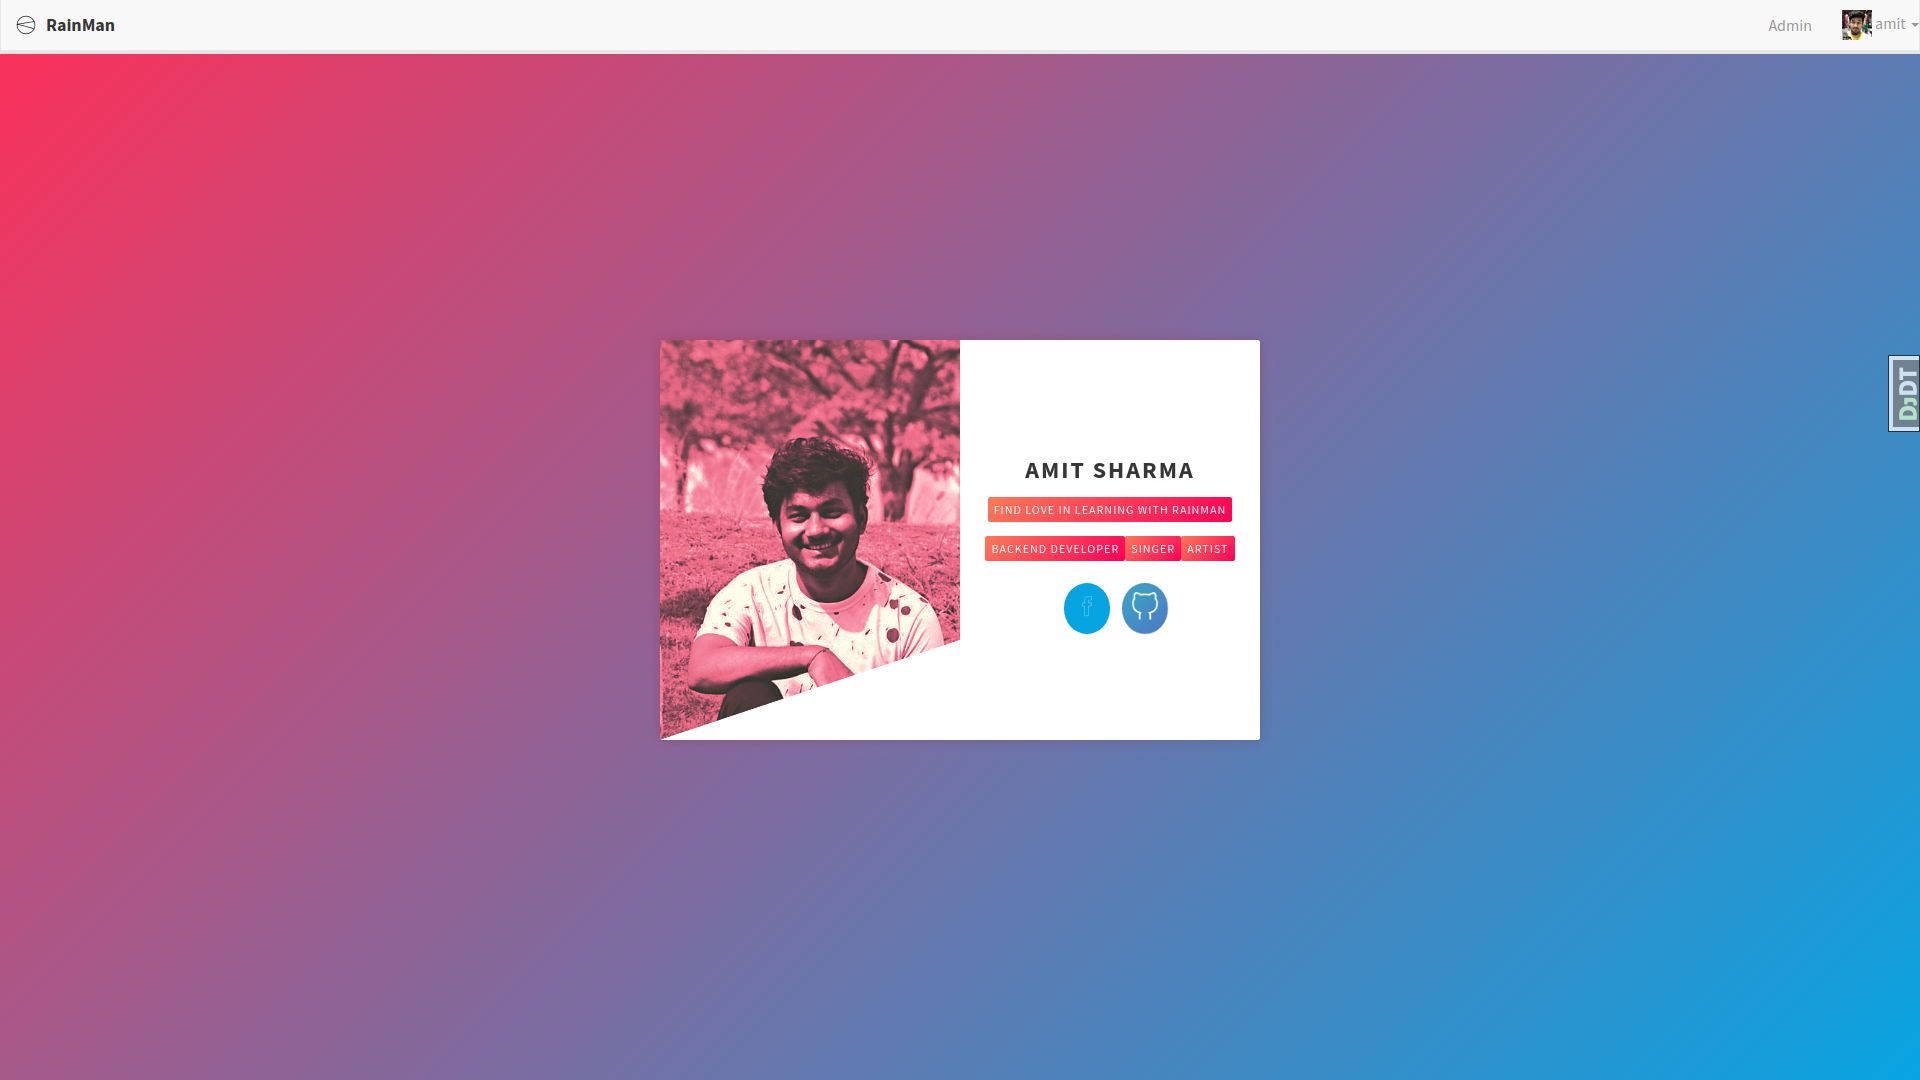 RainMan
Admin
amit
DjDT
AMIT SHARMA
FIND LOVE IN LEARNING WITH RAINMAN
BACKEND DEVELOPER SINGER ARTIST